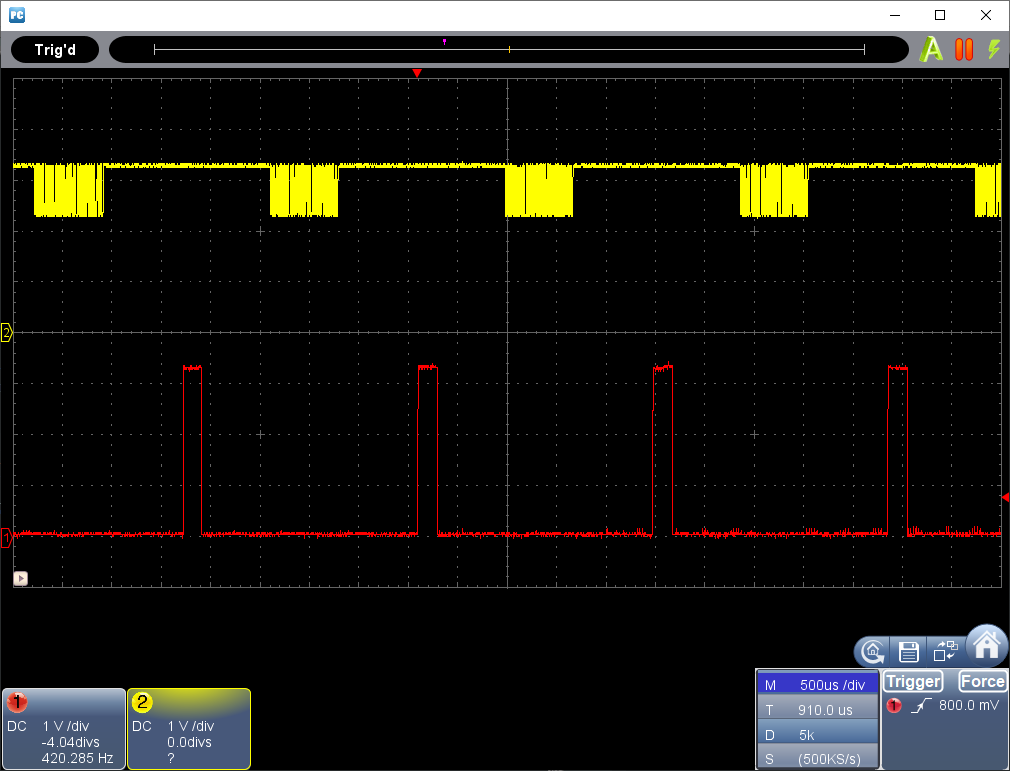 PC
Trig'd
A
2
1
1
DC 1 V /div
-4.04divs
420.285 Hz
2
DC 1 V /div
0.0divs
?
M 500us /div
T 910.0 us
D 5k
S (500KS/s)
Trigger Force
1 800.0 mV